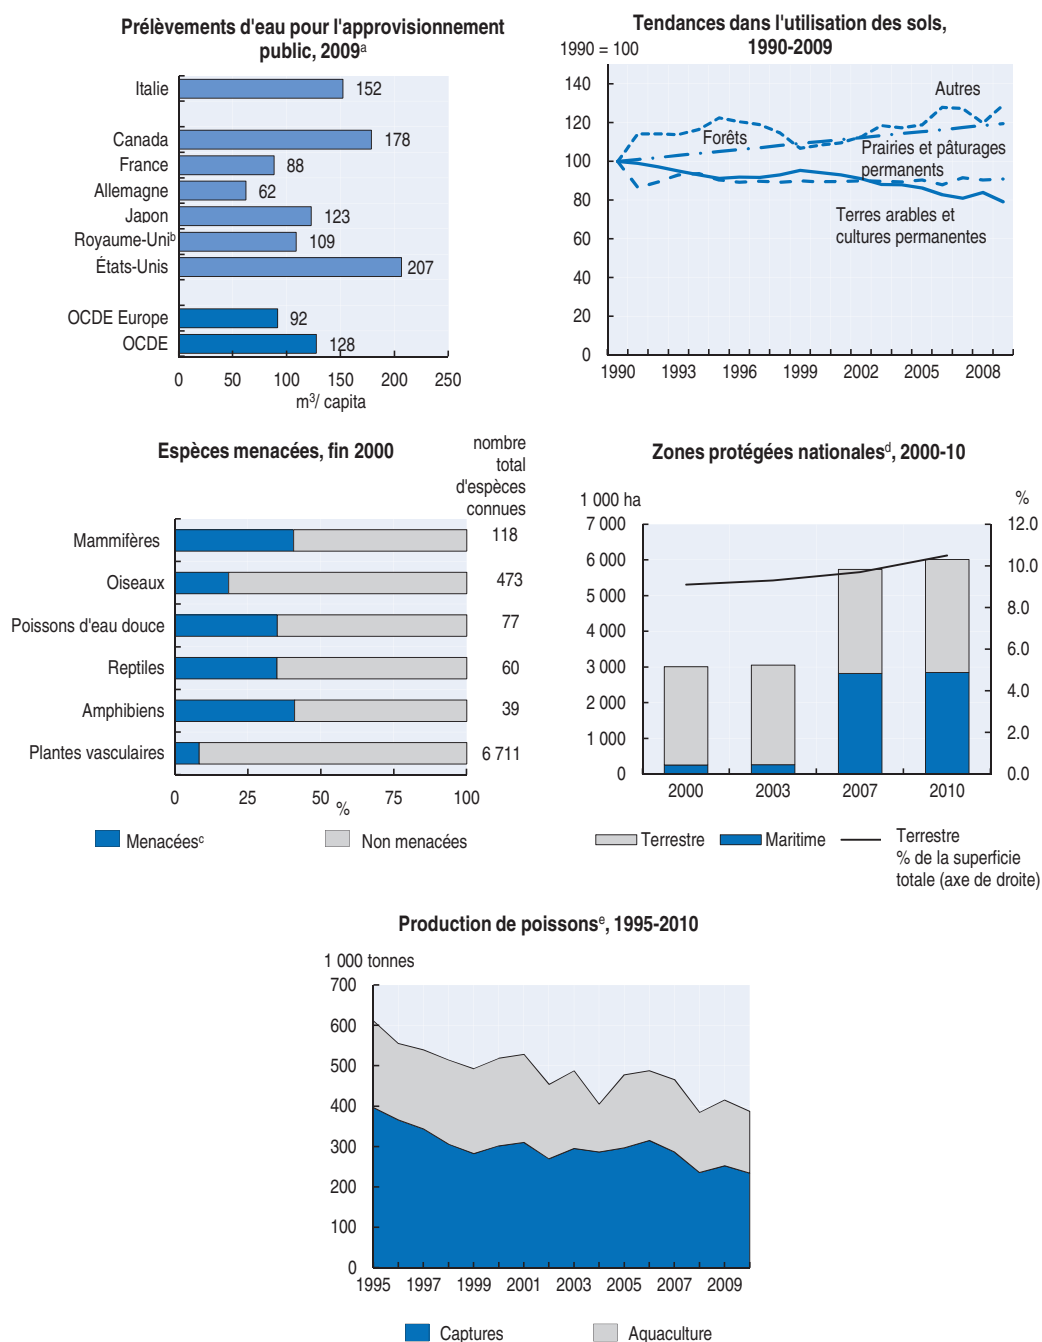 Prélèvements d'eau pour l'approvisionnement
public, 2009ª
Italie
152
Canada
178
France
88
Allemagne
62
Japon
123
Royaume-Uniᵇ
109
États-Unis
207
OCDE Europe
92
OCDE
128
0 50 100 150 200 250
m³/ capita
Tendances dans l'utilisation des sols,
1990-2009
1990 = 100
140
120
100
80
60
40
20
0
Autres
Forêts
Prairies et pâturages
permanents
Terres arables et
cultures permanentes
1990 1993 1996 1999 2002 2005 2008
Espèces menacées, fin 2000
nombre
total
d'espèces
connues
Mammifères
118
Oiseaux
473
Poissons d'eau douce
77
Reptiles
60
Amphibiens
39
Plantes vasculaires
6 711
0 25 50 75 100
%
Menacéesᶜ
Non menacées
Zones protégées nationalesᵈ, 2000-10
1 000 ha
%
7 000
6 000
5 000
4 000
3 000
2 000
1 000
0
12.0
10.0
8.0
6.0
4.0
2.0
0.0
2000 2003 2007 2010
Terrestre
Maritime
Terrestre
% de la superficie
totale (axe de droite)
Production de poissonsᵉ, 1995-2010
1 000 tonnes
700
600
500
400
300
200
100
0
1995 1997 1999 2001 2003 2005 2007 2009
Captures
Aquaculture